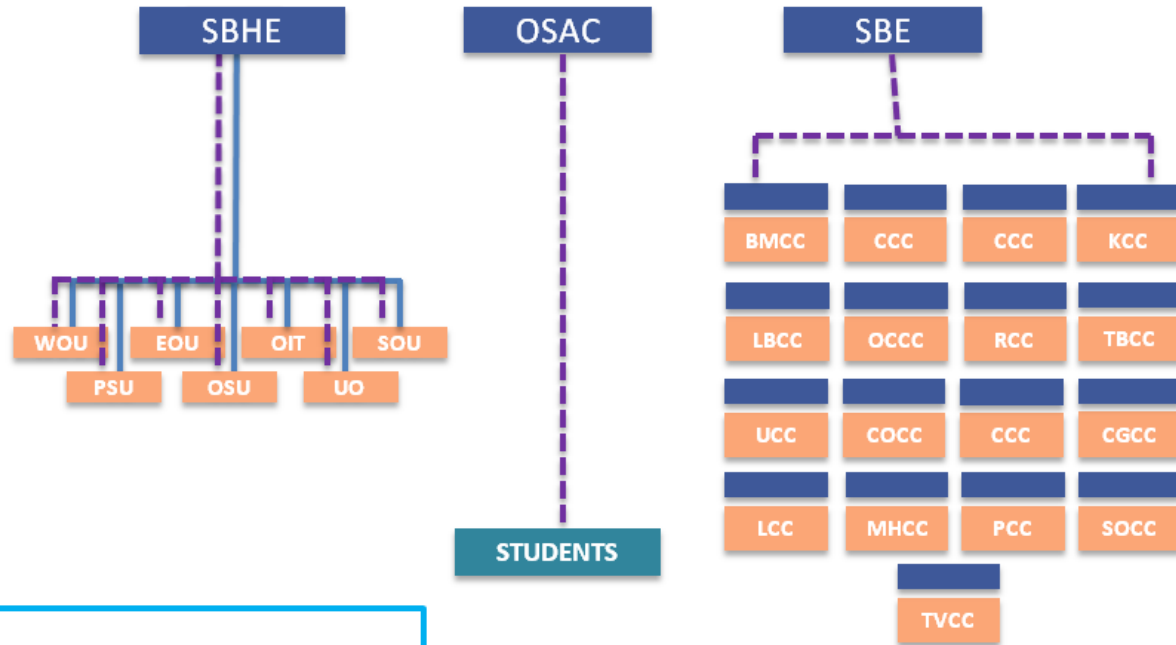 SBHE OSAC SBE
BMCC CCC CCC KCC
WOU EOU OIT SOU
LBCC OCCC RCC TBCC
PSU OSU UO
UCC COCC CCC CGCC
LCC MHCC PCC SOCC
STUDENTS
TVCC